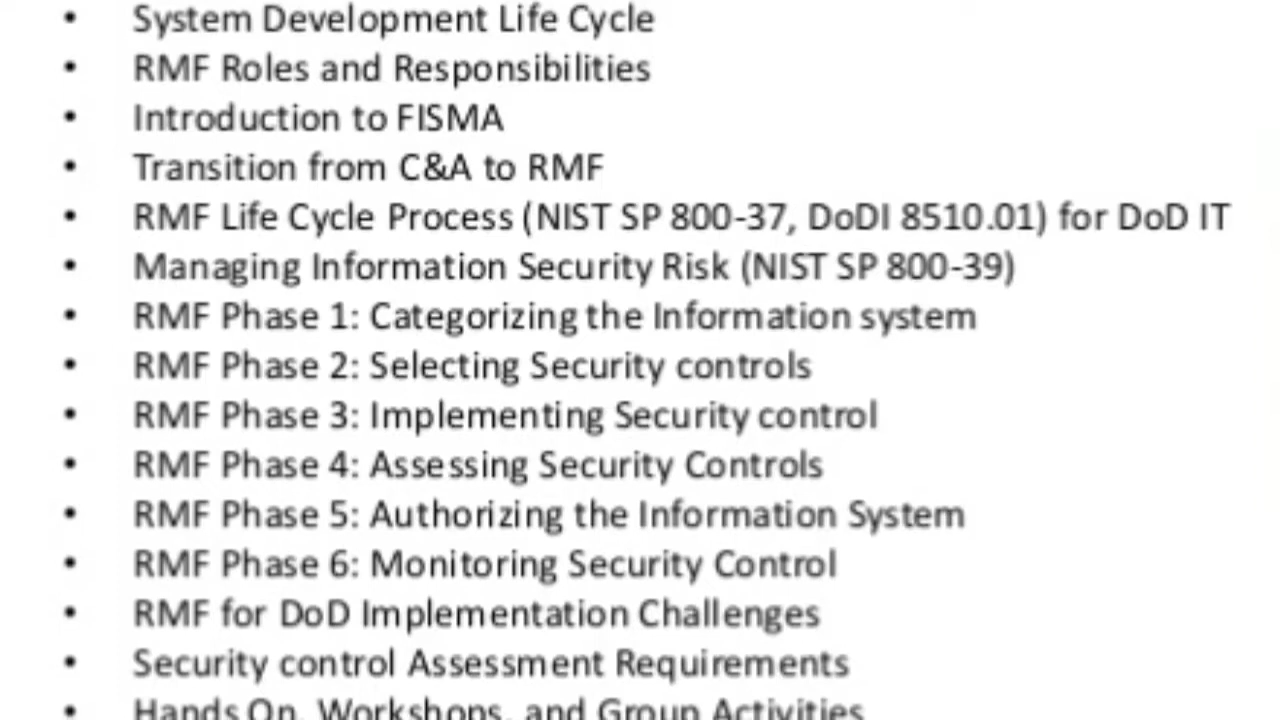 • System Development Life Cycle
• RMF Roles and Responsibilities
• Introduction to FISMA
• Transition from C&A to RMF
• RMF Life Cycle Process (NIST SP 800-37, DoDI 8510.01) for DoD IT
• Managing Information Security Risk (NIST SP 800-39)
• RMF Phase 1: Categorizing the Information system
• RMF Phase 2: Selecting Security controls
• RMF Phase 3: Implementing Security control
• RMF Phase 4: Assessing Security Controls
• RMF Phase 5: Authorizing the Information System
• RMF Phase 6: Monitoring Security Control
• RMF for DoD Implementation Challenges
• Security control Assessment Requirements
• Hands On, Workshops, and Group Activities